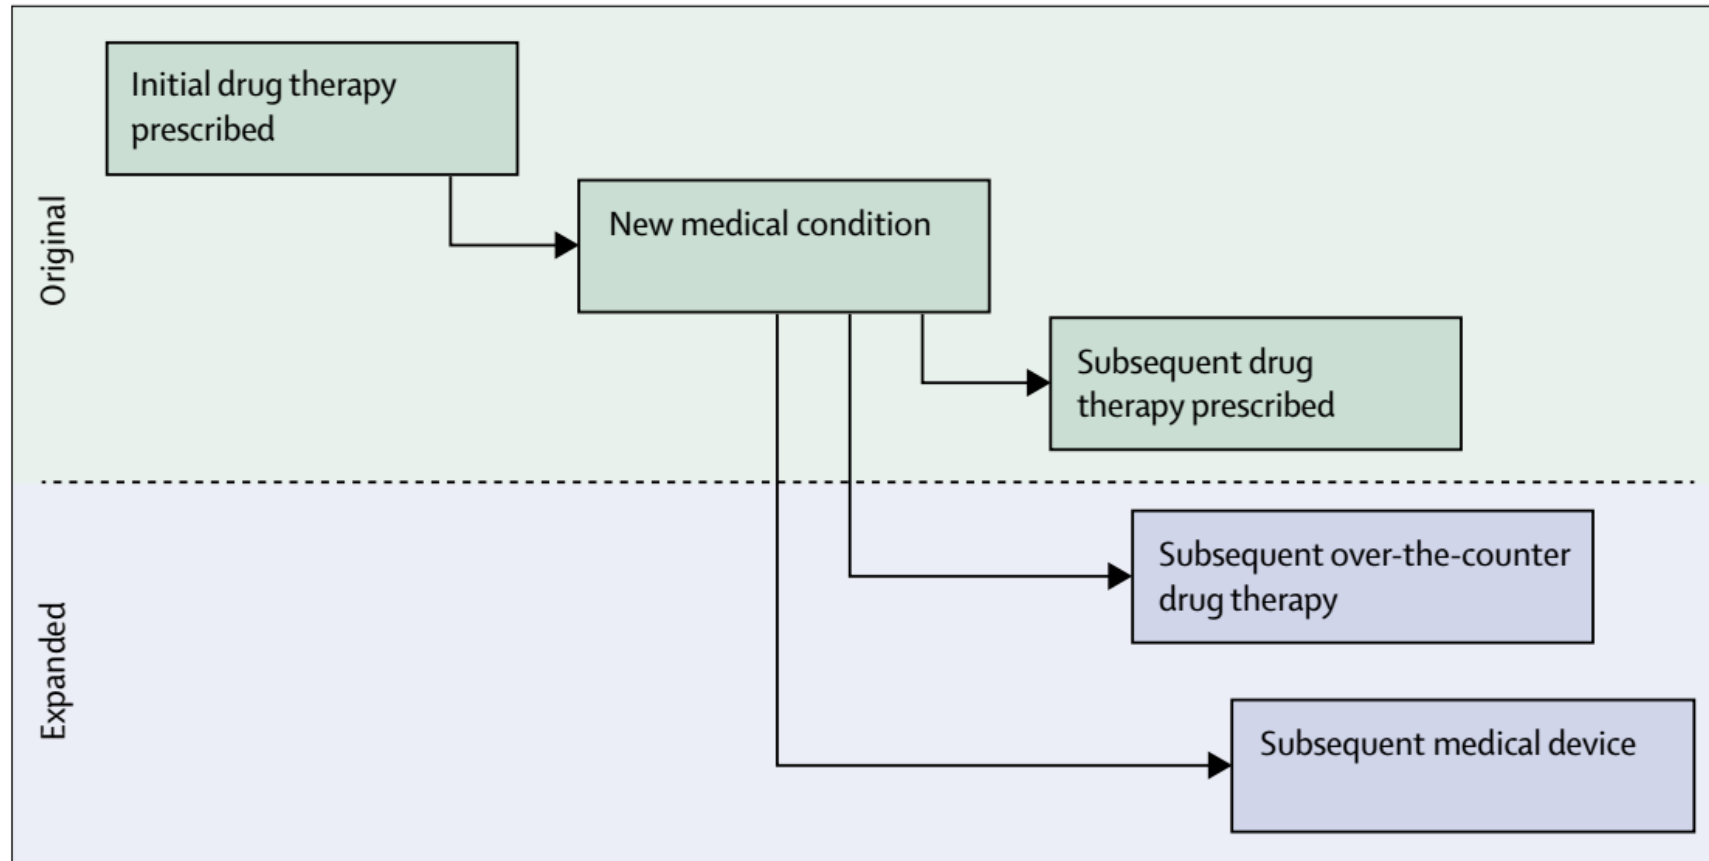 Original
Initial drug therapy
prescribed
New medical condition
Subsequent drug
therapy prescribed
Expanded
Subsequent over-the-counter
drug therapy
Subsequent medical device